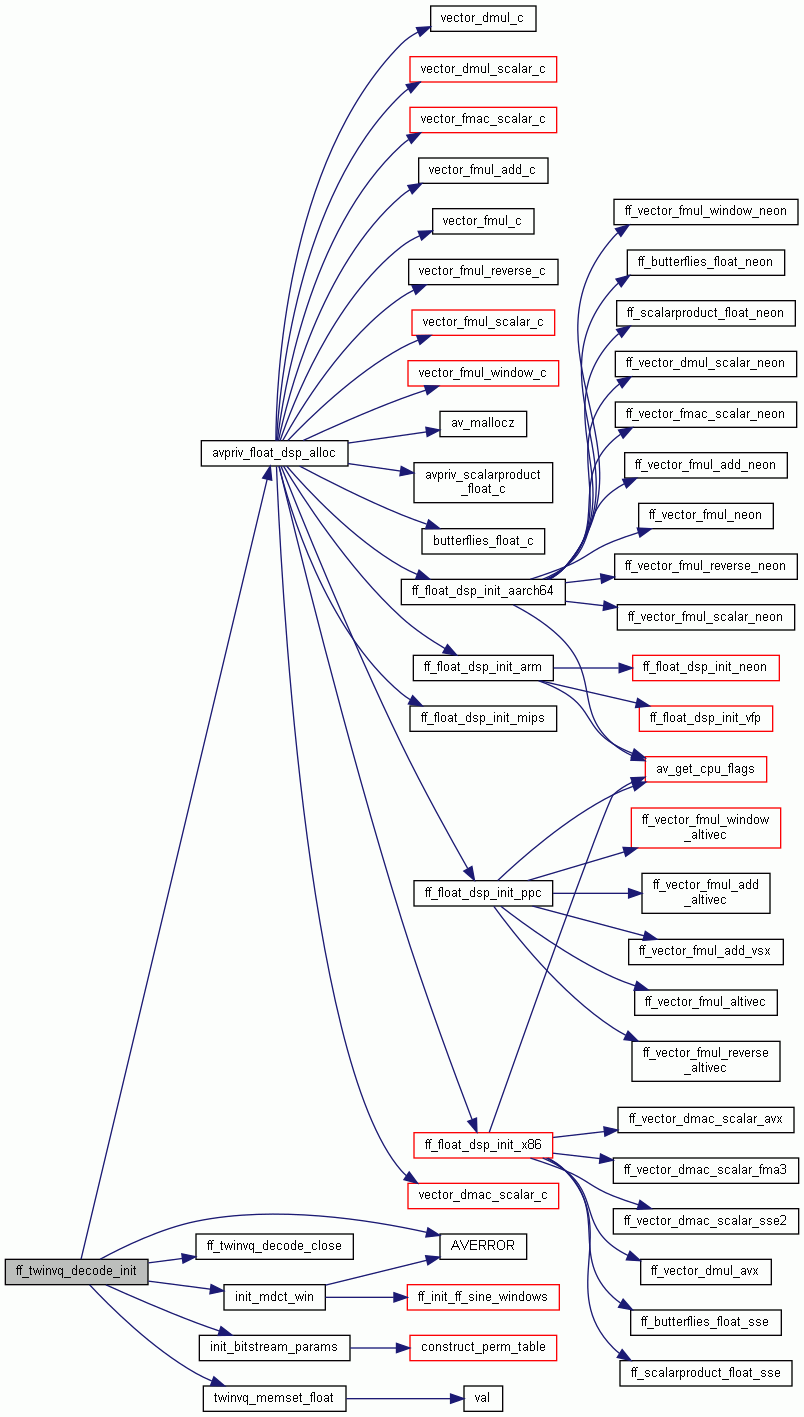 vector_dmul_c
vector_dmul_scalar_c
vector_fmac_scalar_c
vector_fmul_add_c
vector_fmul_c
vector_fmul_reverse_c
vector_fmul_scalar_c
vector_fmul_window_c
av_mallocz
avpriv_float_dsp_alloc
avpriv_scalarproduct
_float_c
butterflies_float_c
ff_float_dsp_init_aarch64
ff_float_dsp_init_arm
ff_float_dsp_init_mips
ff_float_dsp_init_ppc
ff_float_dsp_init_x86
vector_dmac_scalar_c
ff_vector_fmul_window_neon
ff_butterflies_float_neon
ff_scalarproduct_float_neon
ff_vector_dmul_scalar_neon
ff_vector_fmac_scalar_neon
ff_vector_fmul_add_neon
ff_vector_fmul_neon
ff_vector_fmul_reverse_neon
ff_vector_fmul_scalar_neon
ff_float_dsp_init_neon
ff_float_dsp_init_vfp
av_get_cpu_flags
ff_vector_fmul_window
_altivec
ff_vector_fmul_add
_altivec
ff_vector_fmul_add_vsx
ff_vector_fmul_altivec
ff_vector_fmul_reverse
_altivec
ff_vector_dmac_scalar_avx
ff_vector_dmac_scalar_fma3
ff_vector_dmac_scalar_sse2
ff_vector_dmul_avx
ff_butterflies_float_sse
ff_scalarproduct_float_sse
ff_twinvq_decode_init
ff_twinvq_decode_close
AVERROR
init_mdct_win
ff_init_ff_sine_windows
init_bitstream_params
construct_perm_table
twinvq_memset_float
val